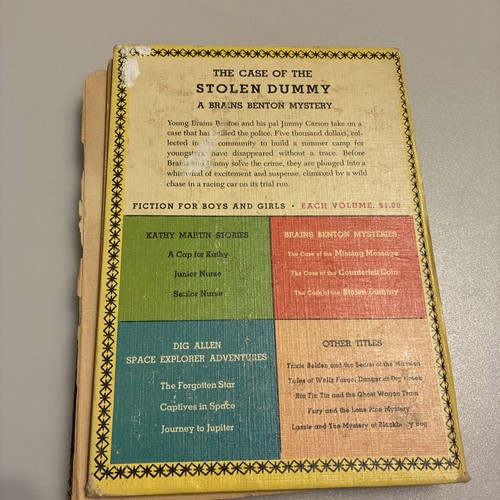 THE CASE OF THE
STOLEN DUMMY
A BRAINS BENTON MYSTERY
Young Brains Benton and his pal Jimmy Carson take on a
case that has baffled the police. Five thousand dollars, col-
lected in the community to build a summer camp for
youngsters, have disappeared without a trace. Before
Brains and Jimmy solve the crime, they are plunged into a
whirlwind of excitement and suspense, climaxed by a wild
chase in a racing car on its trial run.
FICTION FOR BOYS AND GIRLS • EACH VOLUME, $1.00
KATHY MARTIN STORIES
A Cap for Kathy
Junior Nurse
Senior Nurse
BRAINS BENTON MYSTERIES
The Case of the Missing Message
The Case of the Counterfeit Coin
The Case of the Stolen Dummy
DIG ALLEN
SPACE EXPLORER ADVENTURES
The Forgotten Star
Captives in Space
Journey to Jupiter
OTHER TITLES
Trixie Belden and the Secret of the Mansion
Tales of Wells Fargo: Danger at Dry Creek
Rin Tin Tin and the Ghost Wagon Train
Fury and the Lone Pine Mystery
Lassie and The Mystery at Blackberry Bog